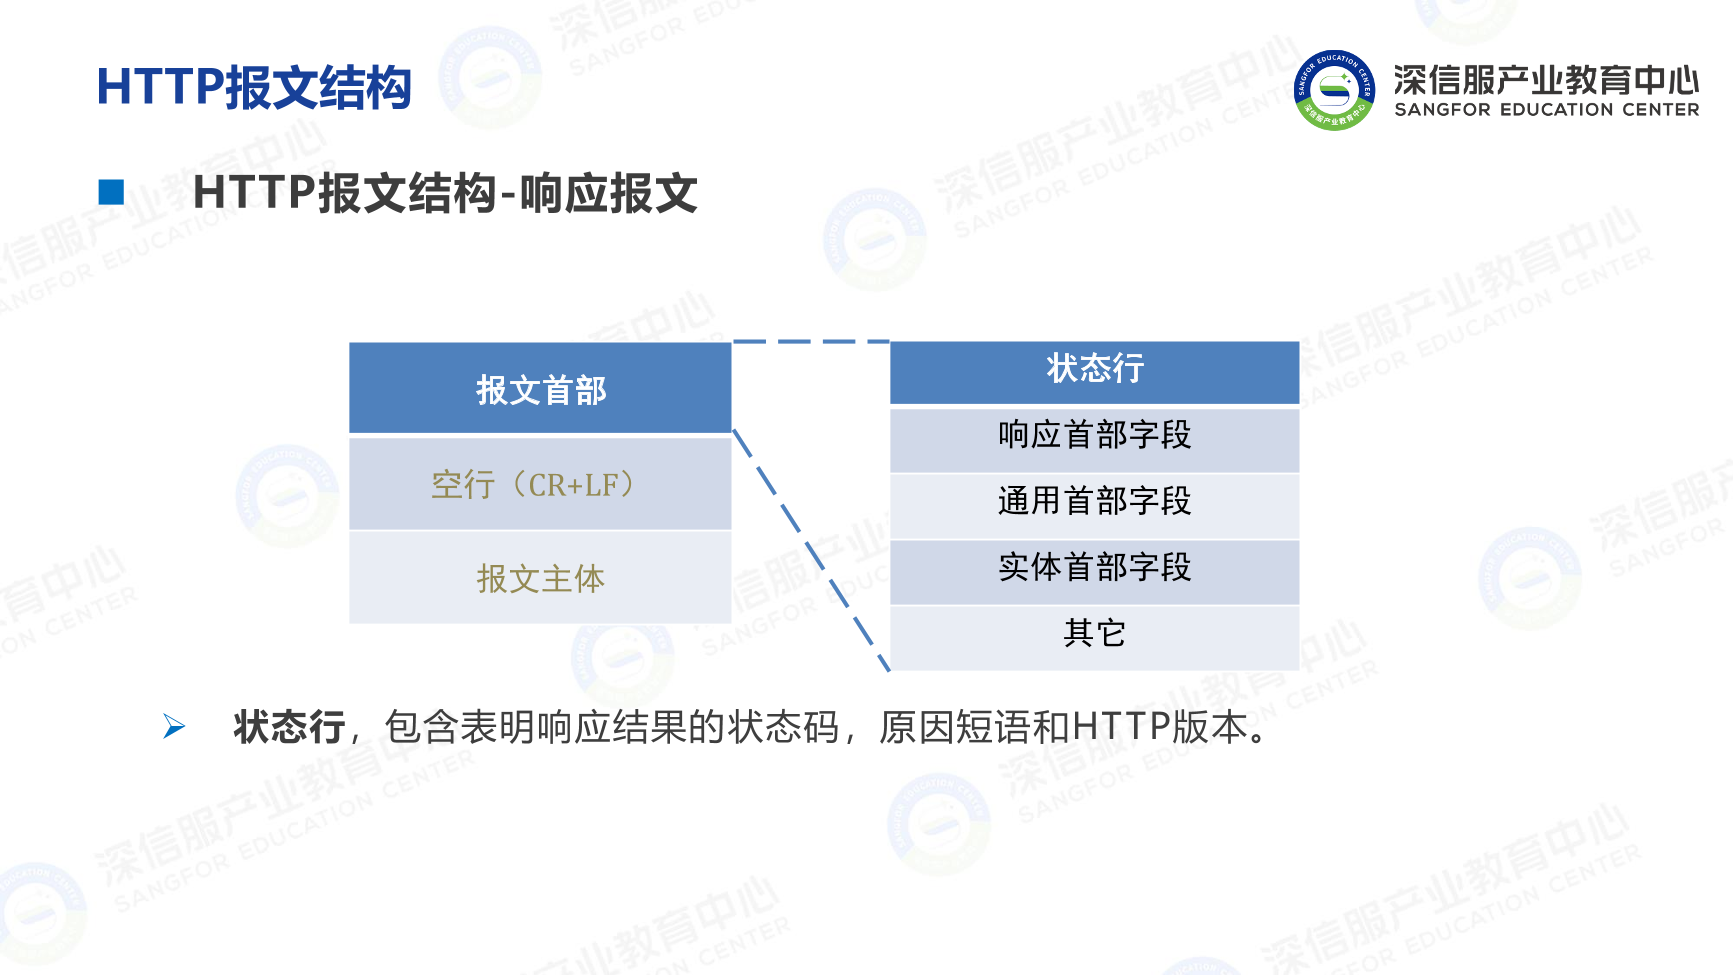 HTTP报文结构
深信服产业教育中心
SANGFOR EDUCATION CENTER
HTTP报文结构-响应报文
报文首部
空行（CR+LF）
报文主体
状态行
响应首部字段
通用首部字段
实体首部字段
其它
状态行，包含表明响应结果的状态码，原因短语和HTTP版本。